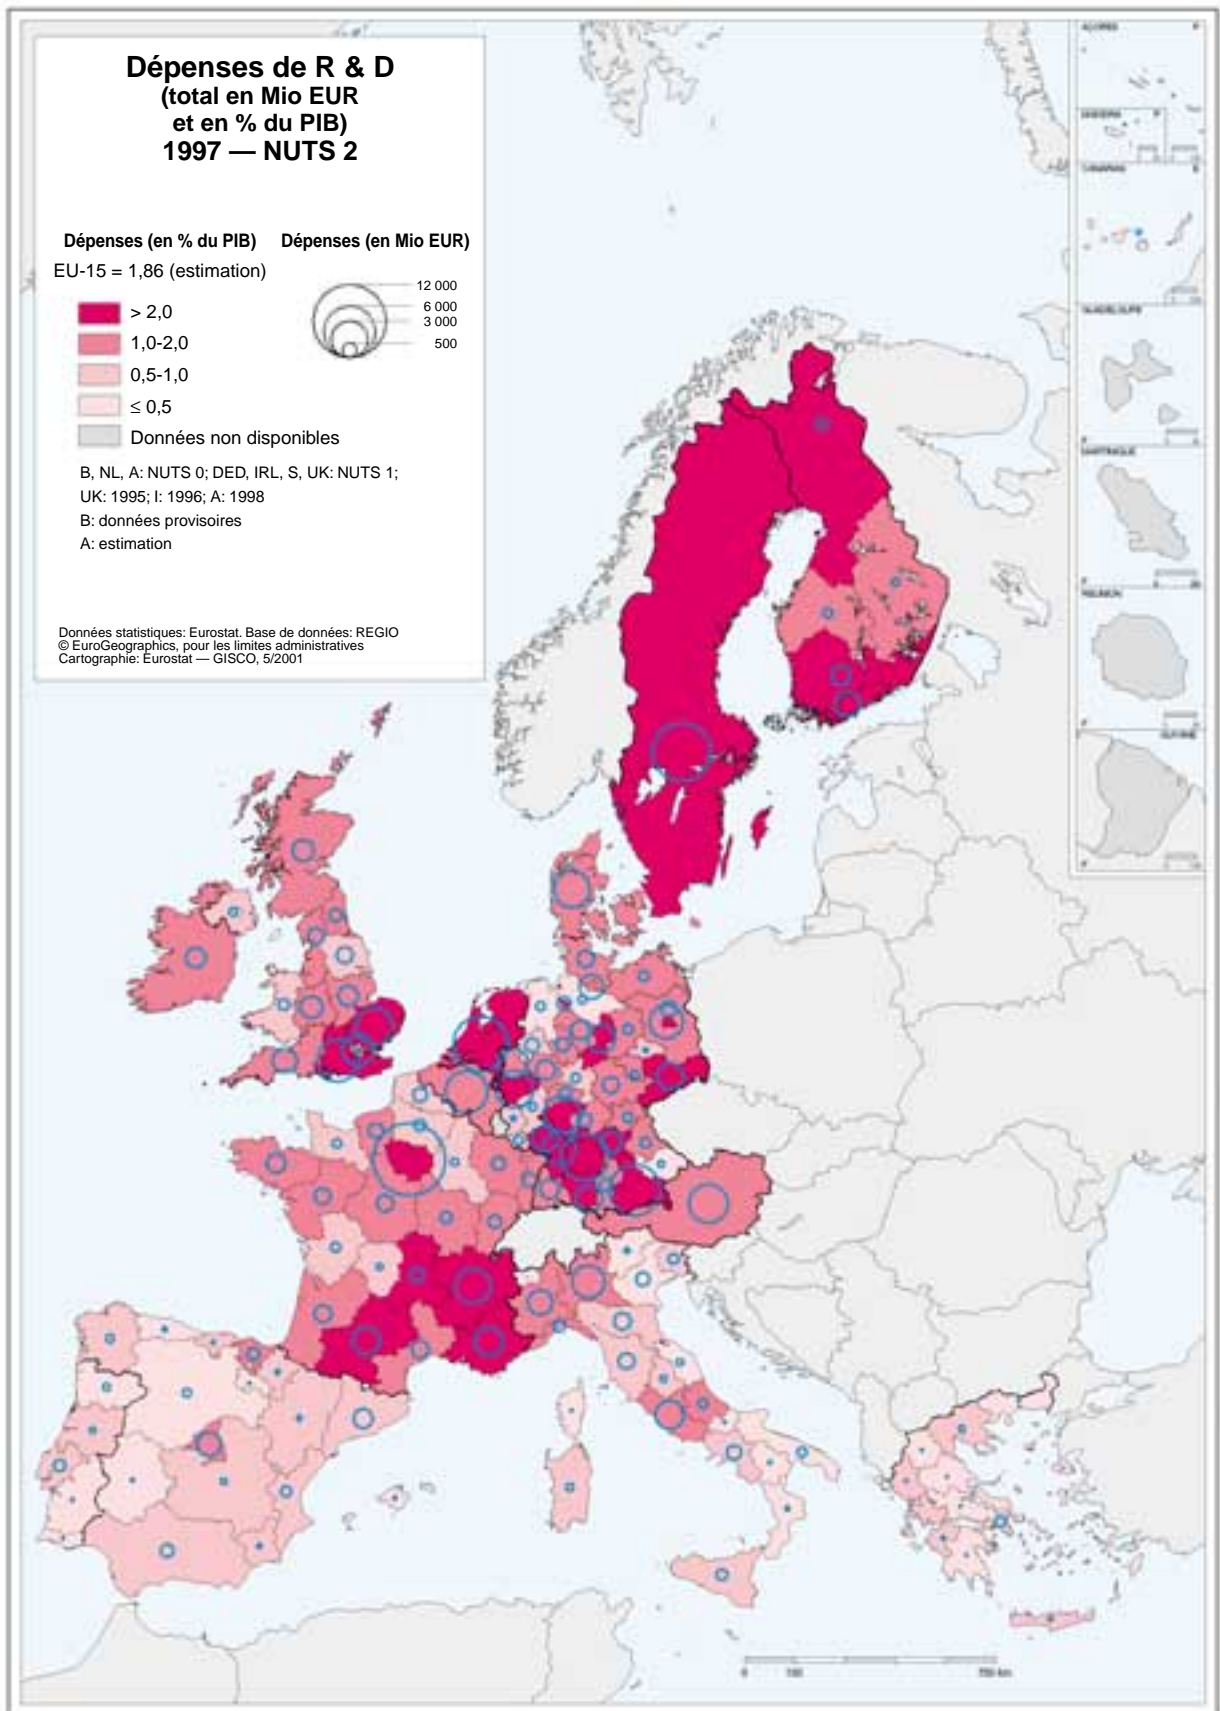 Dépenses de R & D
(total en Mio EUR
et en % du PIB)
1997 — NUTS 2
Dépenses (en % du PIB)
EU-15 = 1,86 (estimation)
> 2,0
1,0-2,0
0,5-1,0
≤ 0,5
Données non disponibles
Dépenses (en Mio EUR)
12 000
6 000
3 000
500
B, NL, A: NUTS 0; DED, IRL, S, UK: NUTS 1;
UK: 1995; I: 1996; A: 1998
B: données provisoires
A: estimation
Données statistiques: Eurostat. Base de données: REGIO
© EuroGeographics, pour les limites administratives
Cartographie: Eurostat — GISCO, 5/2001
GUADELOUPE
MARTINIQUE
GUYANE